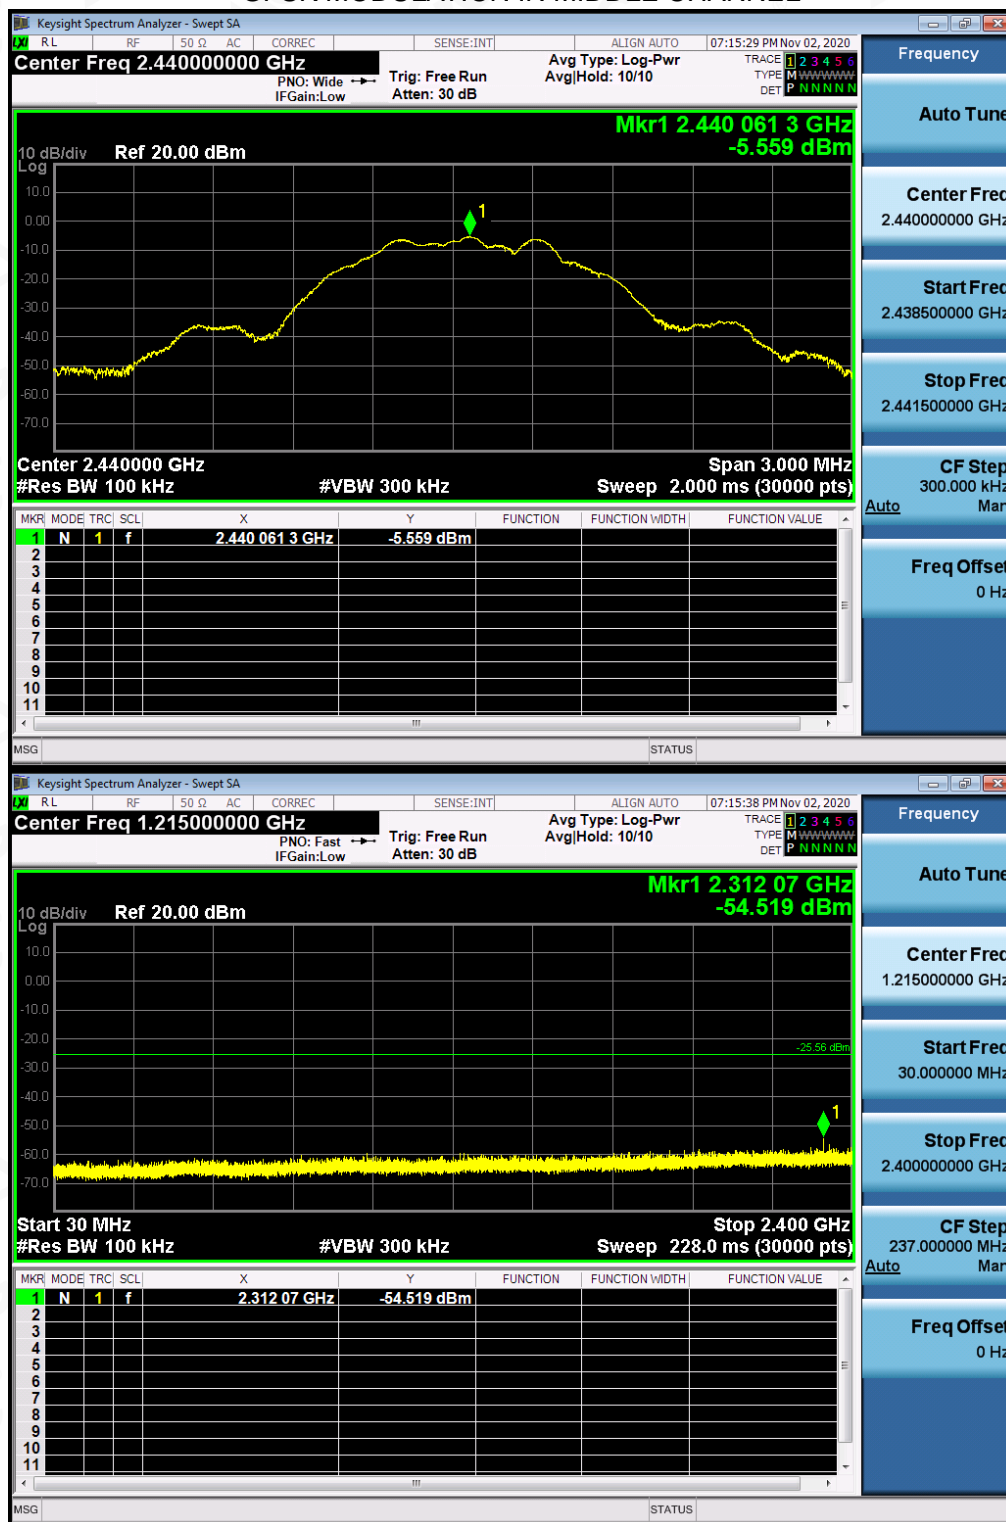 Keysight Spectrum Analyzer - Swept SA
LXI RL RF 50 Ω AC CORREC SENSE:INT ALIGN AUTO 07:15:29 PM Nov 02, 2020
Center Freq 2.440000000 GHz
PNO: Wide
IFGain:Low
Trig: Free Run
Atten: 30 dB
Avg Type: Log-Pwr
Avg|Hold: 10/10
TRACE 1 2 3 4 5 6
TYPE M WWWWW
DET P N N N N N
Mkr1 2.440 061 3 GHz
-5.559 dBm
10 dB/div Ref 20.00 dBm
Log
10.0
0.00
-10.0
-20.0
-30.0
-40.0
-50.0
-60.0
-70.0
1
Center 2.440000 GHz Span 3.000 MHz
#Res BW 100 kHz #VBW 300 kHz Sweep 2.000 ms (30000 pts)
MKR MODE TRC SCL X Y FUNCTION FUNCTION WIDTH FUNCTION VALUE
1 N 1 f 2.440 061 3 GHz -5.559 dBm
2
3
4
5
6
7
8
9
10
11
MSG STATUS
Frequency
Auto Tune
Center Freq
2.440000000 GHz
Start Freq
2.438500000 GHz
Stop Freq
2.441500000 GHz
CF Step
300.000 kHz
Auto Man
Freq Offset
0 Hz
Keysight Spectrum Analyzer - Swept SA
LXI RL RF 50 Ω AC CORREC SENSE:INT ALIGN AUTO 07:15:38 PM Nov 02, 2020
Center Freq 1.215000000 GHz
PNO: Fast
IFGain:Low
Trig: Free Run
Atten: 30 dB
Avg Type: Log-Pwr
Avg|Hold: 10/10
TRACE 1 2 3 4 5 6
TYPE M WWWWW
DET P N N N N N
Mkr1 2.312 07 GHz
-54.519 dBm
10 dB/div Ref 20.00 dBm
Log
10.0
0.00
-10.0
-20.0
-30.0
-40.0
-50.0
-60.0
-70.0
-25.56 dBm
1
Start 30 MHz Stop 2.400 GHz
#Res BW 100 kHz #VBW 300 kHz Sweep 228.0 ms (30000 pts)
MKR MODE TRC SCL X Y FUNCTION FUNCTION WIDTH FUNCTION VALUE
1 N 1 f 2.312 07 GHz -54.519 dBm
2
3
4
5
6
7
8
9
10
11
MSG STATUS
Frequency
Auto Tune
Center Freq
1.215000000 GHz
Start Freq
30.000000 MHz
Stop Freq
2.400000000 GHz
CF Step
237.000000 MHz
Auto Man
Freq Offset
0 Hz